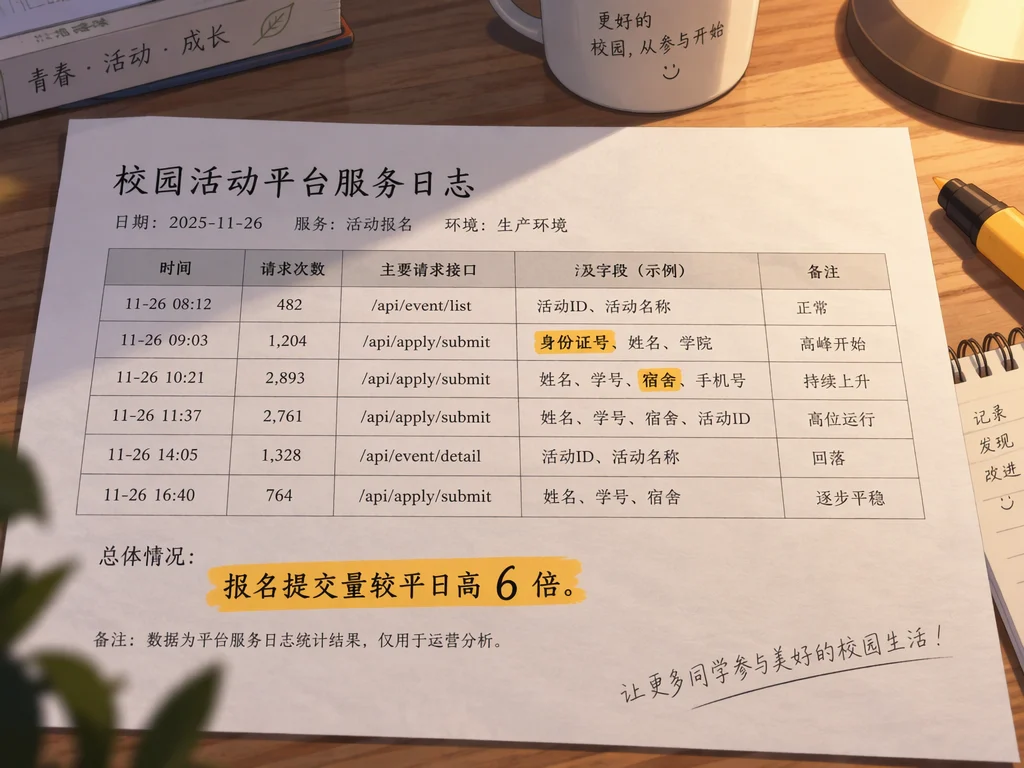 青春·活动·成长
更好的
校园,从参与开始
校园活动平台服务日志
日期：2025-11-26 服务：活动报名 环境：生产环境
时间 请求次数 主要请求接口 及字段（示例） 备注
11-26 08:12 482 /api/event/list 活动ID、活动名称 正常
11-26 09:03 1,204 /api/apply/submit 身份证号、姓名、学院 高峰开始
11-26 10:21 2,893 /api/apply/submit 姓名、学号、宿舍、手机号 持续上升
11-26 11:37 2,761 /api/apply/submit 姓名、学号、宿舍、活动ID 高位运行
11-26 14:05 1,328 /api/event/detail 活动ID、活动名称 回落
11-26 16:40 764 /api/apply/submit 姓名、学号、宿舍 逐步平稳
总体情况：
报名提交量较平日高 6 倍。
备注：数据为平台服务日志统计结果，仅用于运营分析。
让更多同学参与美好的校园生活！
记录
发现
改进